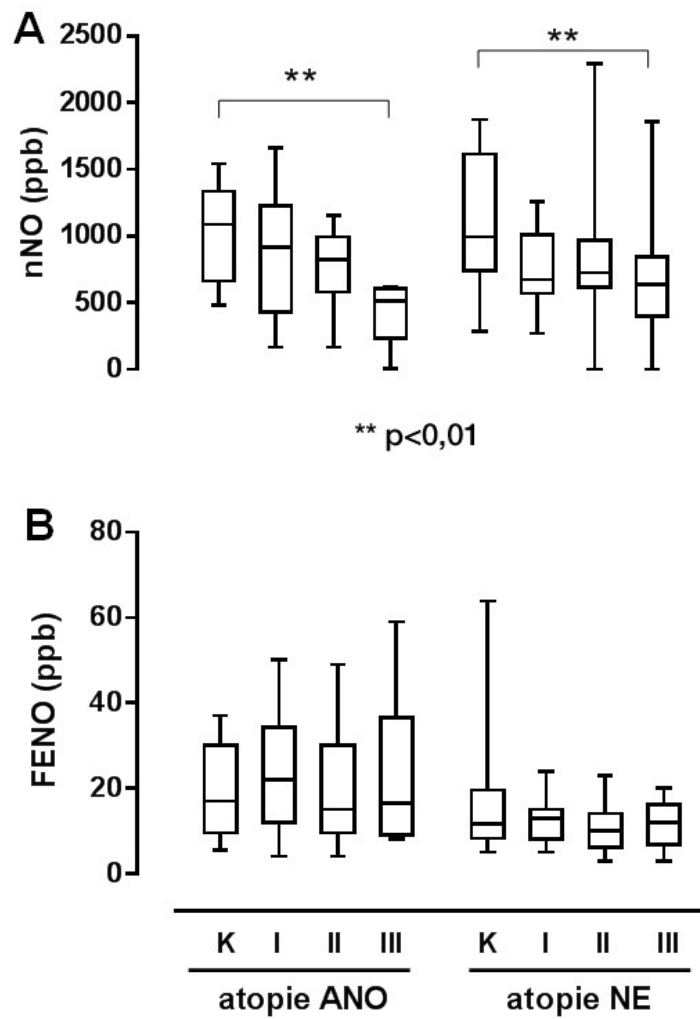 A
2500
**
**
2000
1500
nNO (ppb)
1000
500
0
** p<0,01
B
80
60
FENO (ppb)
40
20
0
K I II III K I II III
atopie ANO atopie NE